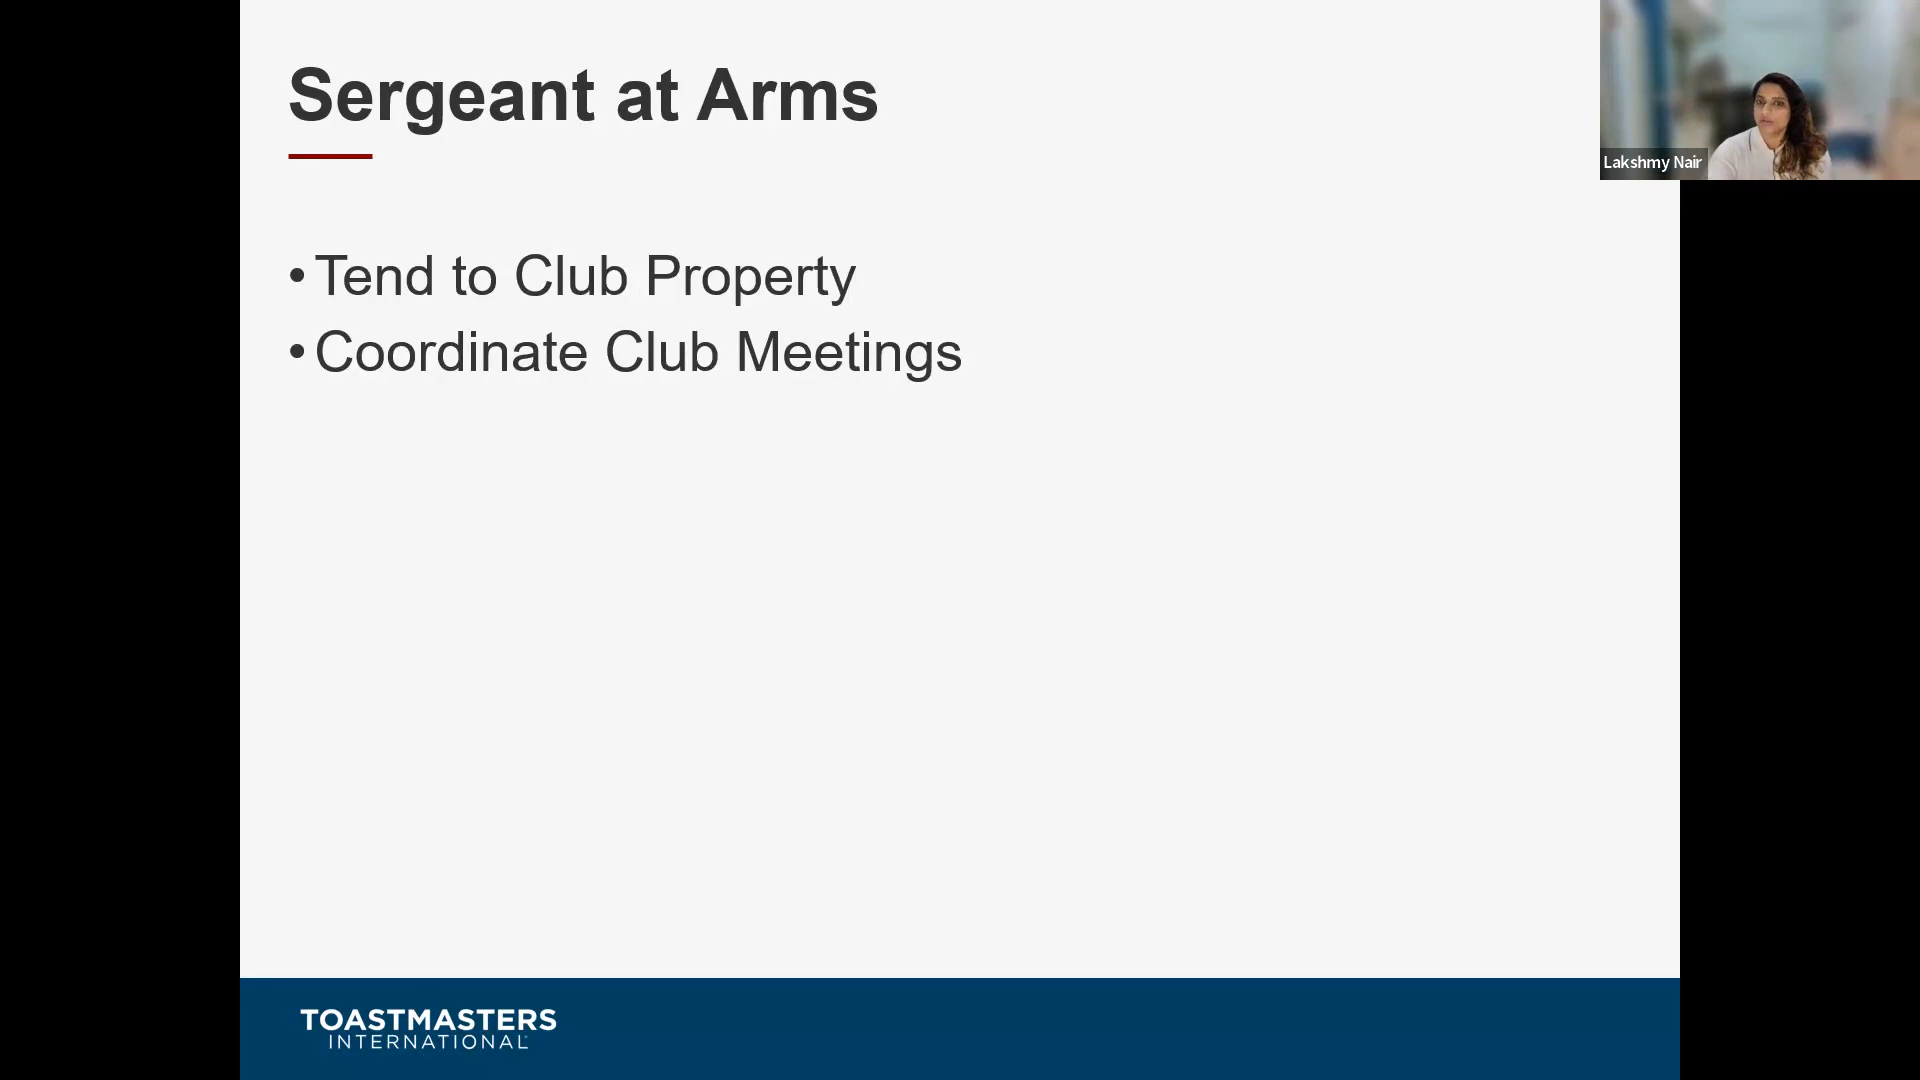 Sergeant at Arms
Lakshmy Nair
• Tend to Club Property
• Coordinate Club Meetings
TOASTMASTERS
INTERNATIONAL